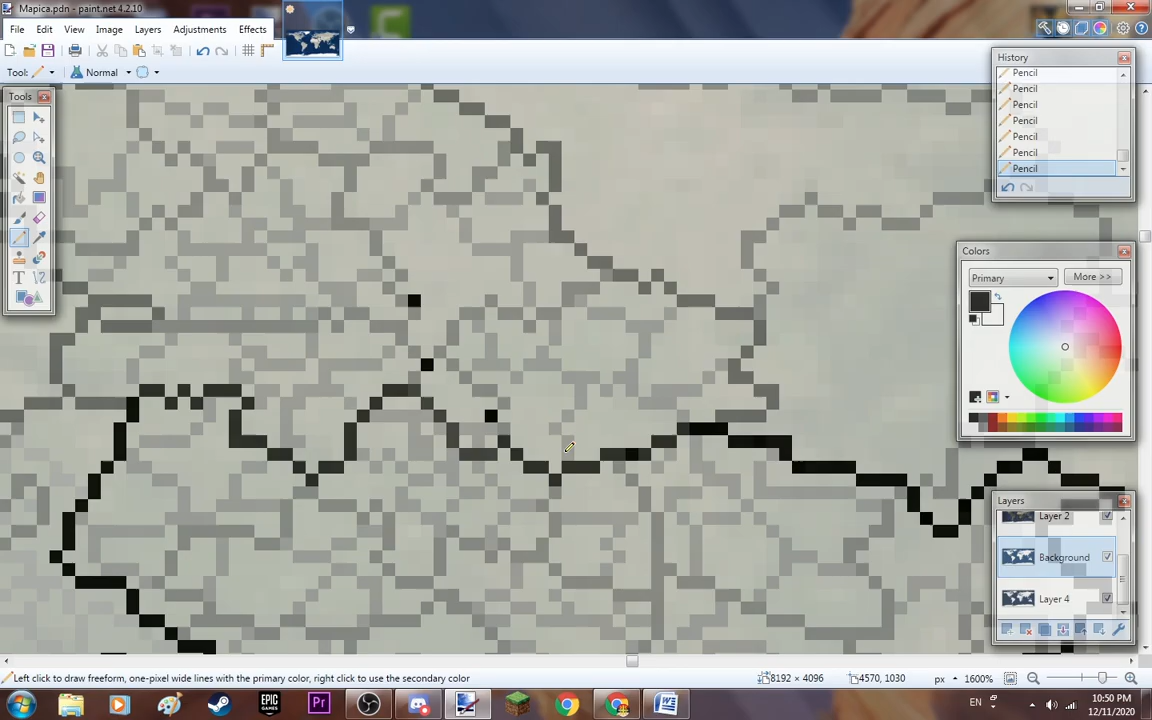 Mapica.pdn - paint.net 4.2.10
File Edit View Image Layers Adjustments Effects
Tool: Normal
Tools
History
Pencil
Pencil
Pencil
Pencil
Pencil
Pencil
Pencil
Colors
Primary
More >>
Layers
Layer 2
Background
Layer 4
Left click to draw freeform, one-pixel wide lines with the primary color, right click to use the secondary color
8192 × 4096
4570, 1030
px
1600%
EPIC GAMES
Pr
W
EN
10:50 PM
12/11/2020